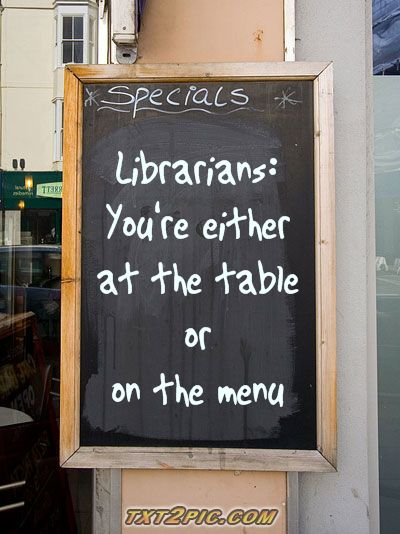 * Specials *
Librarians:
You're either
at the table
or
on the menu
TXT2PIC.COM